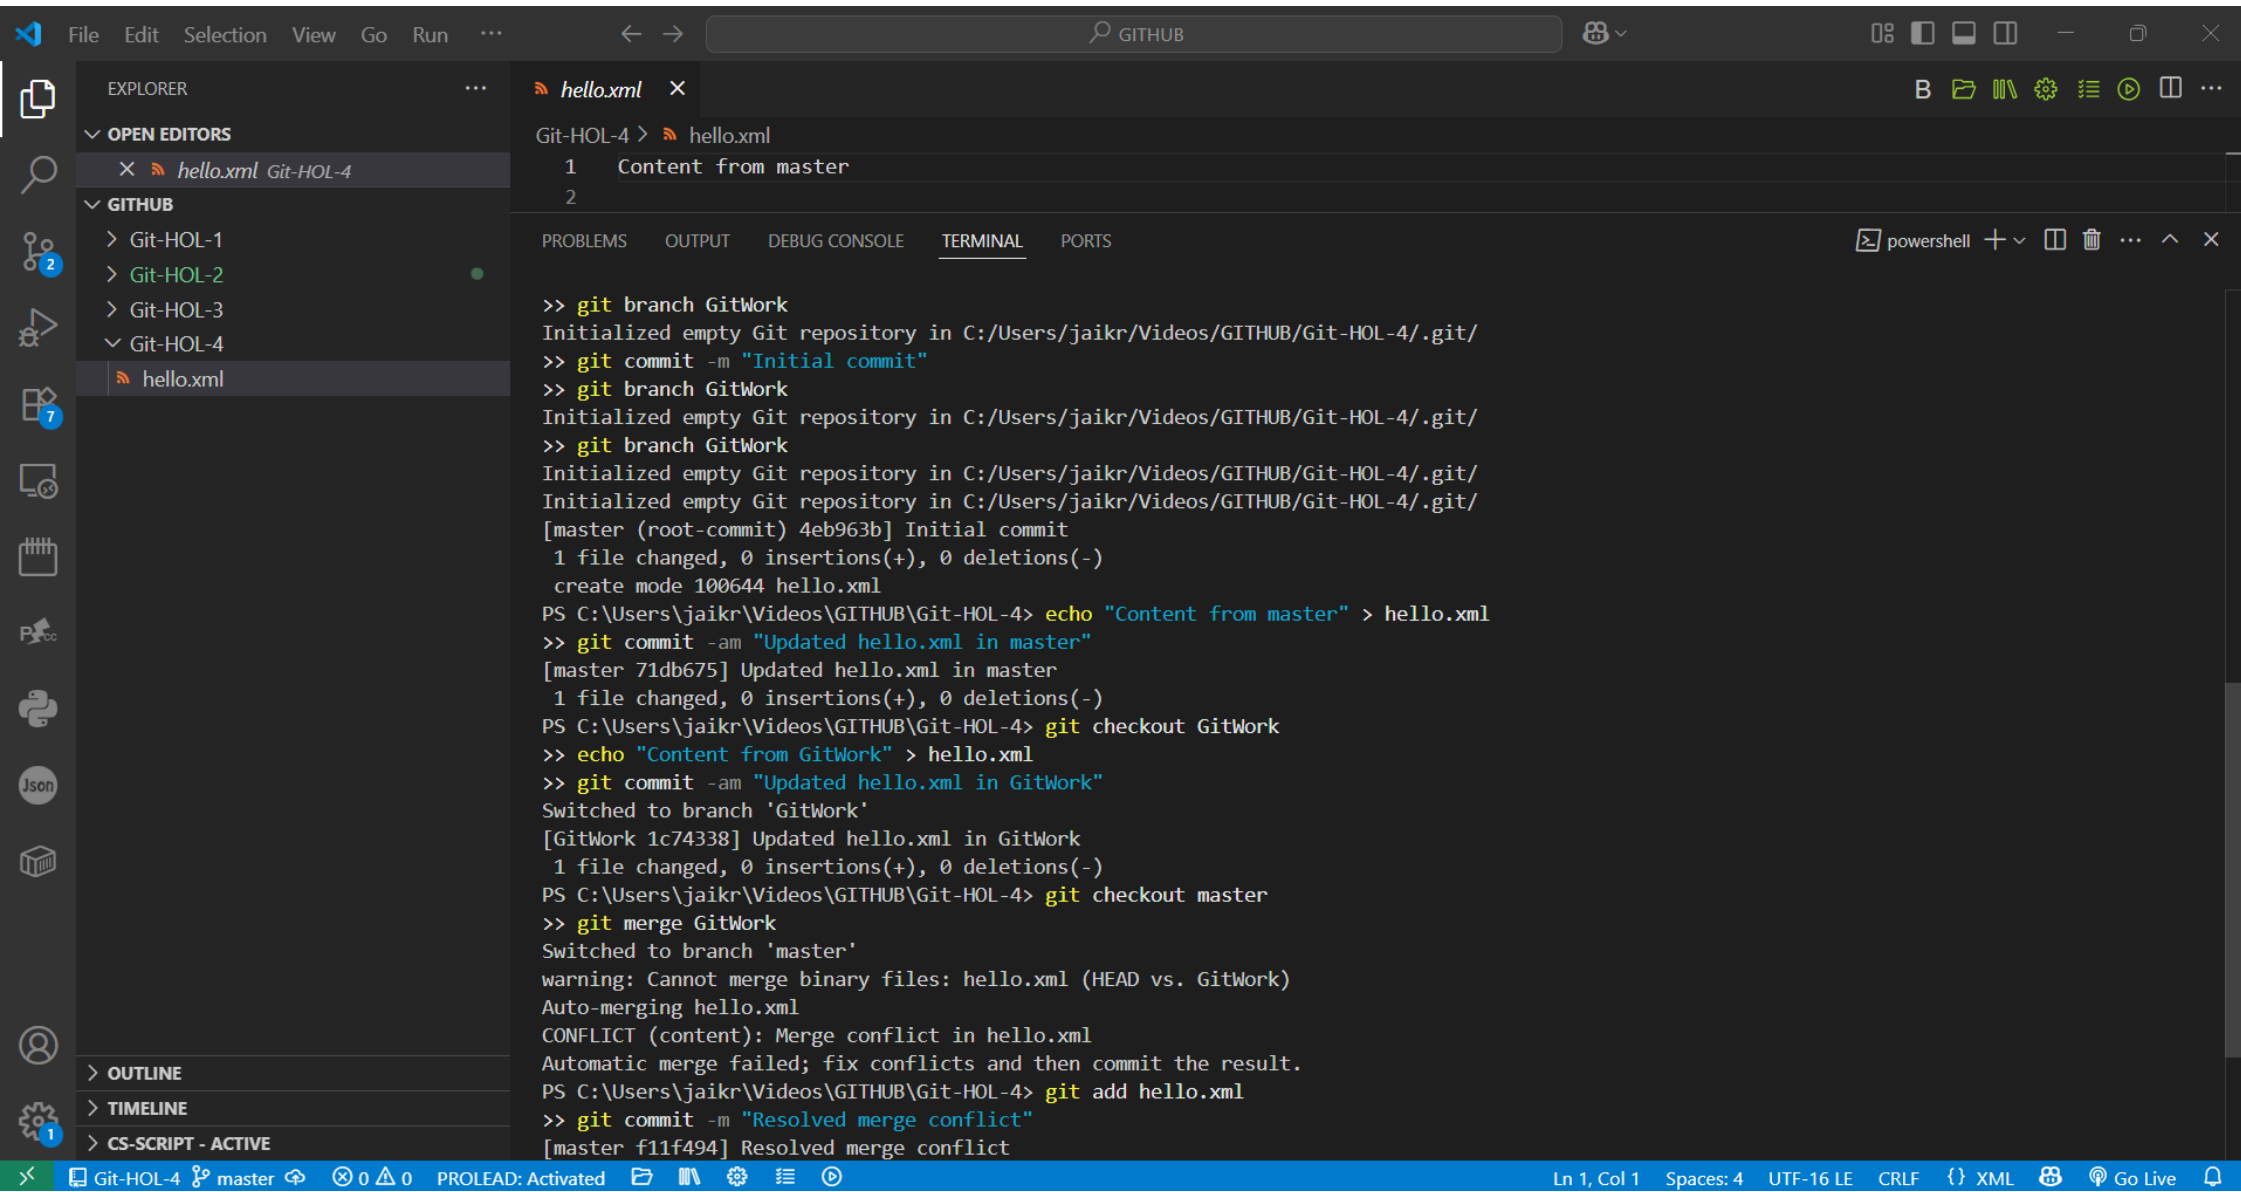 File Edit Selection View Go Run ··· GITHUB
EXPLORER ···
OPEN EDITORS
hello.xml Git-HOL-4
GITHUB
Git-HOL-1
Git-HOL-2
Git-HOL-3
Git-HOL-4
hello.xml
OUTLINE
TIMELINE
CS-SCRIPT - ACTIVE
2
7
P cc
Json
1
hello.xml
B
Git-HOL-4 > hello.xml
1 Content from master
2
PROBLEMS OUTPUT DEBUG CONSOLE TERMINAL PORTS powershell
>> git branch GitWork
Initialized empty Git repository in C:/Users/jaikr/Videos/GITHUB/Git-HOL-4/.git/
>> git commit -m "Initial commit"
>> git branch GitWork
Initialized empty Git repository in C:/Users/jaikr/Videos/GITHUB/Git-HOL-4/.git/
>> git branch GitWork
Initialized empty Git repository in C:/Users/jaikr/Videos/GITHUB/Git-HOL-4/.git/
Initialized empty Git repository in C:/Users/jaikr/Videos/GITHUB/Git-HOL-4/.git/
[master (root-commit) 4eb963b] Initial commit
 1 file changed, 0 insertions(+), 0 deletions(-)
 create mode 100644 hello.xml
PS C:\Users\jaikr\Videos\GITHUB\Git-HOL-4> echo "Content from master" > hello.xml
>> git commit -am "Updated hello.xml in master"
[master 71db675] Updated hello.xml in master
 1 file changed, 0 insertions(+), 0 deletions(-)
PS C:\Users\jaikr\Videos\GITHUB\Git-HOL-4> git checkout GitWork
>> echo "Content from GitWork" > hello.xml
>> git commit -am "Updated hello.xml in GitWork"
Switched to branch 'GitWork'
[GitWork 1c74338] Updated hello.xml in GitWork
 1 file changed, 0 insertions(+), 0 deletions(-)
PS C:\Users\jaikr\Videos\GITHUB\Git-HOL-4> git checkout master
>> git merge GitWork
Switched to branch 'master'
warning: Cannot merge binary files: hello.xml (HEAD vs. GitWork)
Auto-merging hello.xml
CONFLICT (content): Merge conflict in hello.xml
Automatic merge failed; fix conflicts and then commit the result.
PS C:\Users\jaikr\Videos\GITHUB\Git-HOL-4> git add hello.xml
>> git commit -m "Resolved merge conflict"
[master f11f494] Resolved merge conflict
Git-HOL-4 master 0 0 PROLEAD: Activated Ln 1, Col 1 Spaces: 4 UTF-16 LE CRLF {} XML Go Live